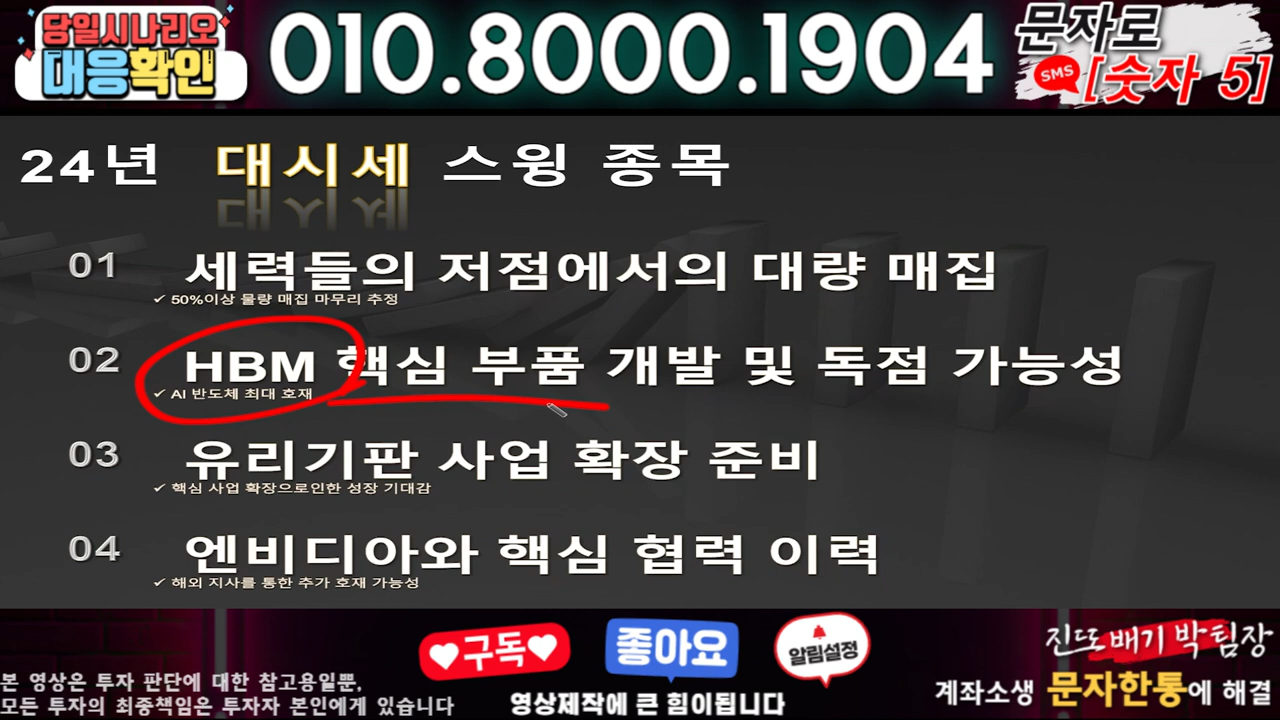 당일시나리오
대응확인
010.8000.1904
문자로
SMS
[숫자 5]
24년 대시세 스윙 종목
01 세력들의 저점에서의 대량 매집
✓ 50%이상 물량 매집 마무리 추정
02 HBM 핵심 부품 개발 및 독점 가능성
✓ AI 반도체 최대 호재
03 유리기판 사업 확장 준비
✓ 핵심 사업 확장으로인한 성장 기대감
04 엔비디아와 핵심 협력 이력
✓ 해외 지사를 통한 추가 호재 가능성
구독
좋아요
알림설정
영상제작에 큰 힘이됩니다
본 영상은 투자 판단에 대한 참고용일뿐,
모든 투자의 최종책임은 투자자 본인에게 있습니다
진또배기 박팀장
계좌소생 문자한통에 해결